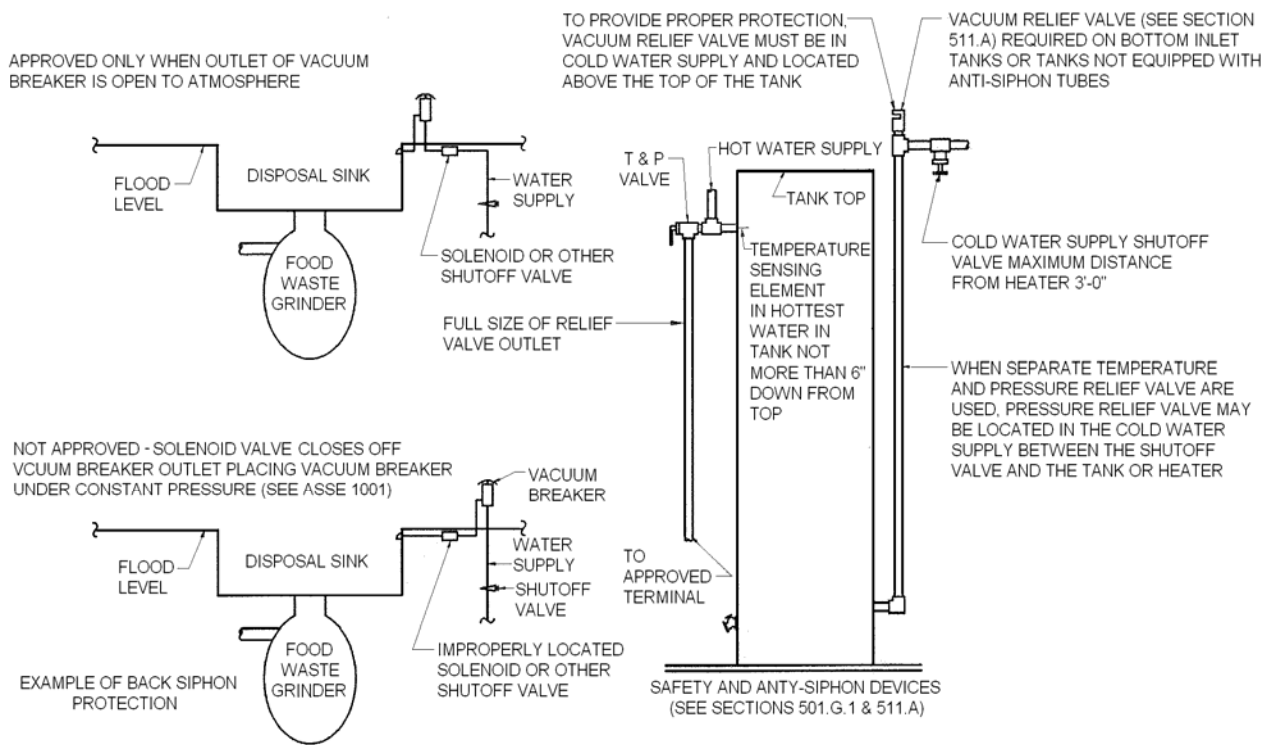 APPROVED ONLY WHEN OUTLET OF VACUUM
BREAKER IS OPEN TO ATMOSPHERE
FLOOD
LEVEL
DISPOSAL SINK
WATER
SUPPLY
SOLENOID OR OTHER
SHUTOFF VALVE
FOOD
WASTE
GRINDER
NOT APPROVED - SOLENOID VALVE CLOSES OFF
VCUUM BREAKER OUTLET PLACING VACUUM BREAKER
UNDER CONSTANT PRESSURE (SEE ASSE 1001)
VACUUM
BREAKER
FLOOD
LEVEL
DISPOSAL SINK
WATER
SUPPLY
SHUTOFF
VALVE
FOOD
WASTE
GRINDER
IMPROPERLY LOCATED
SOLENOID OR OTHER
SHUTOFF VALVE
EXAMPLE OF BACK SIPHON
PROTECTION
TO PROVIDE PROPER PROTECTION,
VACUUM RELIEF VALVE MUST BE IN
COLD WATER SUPPLY AND LOCATED
ABOVE THE TOP OF THE TANK
VACUUM RELIEF VALVE (SEE SECTION
511.A) REQUIRED ON BOTTOM INLET
TANKS OR TANKS NOT EQUIPPED WITH
ANTI-SIPHON TUBES
T & P
VALVE
HOT WATER SUPPLY
TANK TOP
TEMPERATURE
SENSING
ELEMENT
IN HOTTEST
WATER IN
TANK NOT
MORE THAN 6"
DOWN FROM
TOP
COLD WATER SUPPLY SHUTOFF
VALVE MAXIMUM DISTANCE
FROM HEATER 3'-0"
FULL SIZE OF RELIEF
VALVE OUTLET
WHEN SEPARATE TEMPERATURE
AND PRESSURE RELIEF VALVE ARE
USED, PRESSURE RELIEF VALVE MAY
BE LOCATED IN THE COLD WATER
SUPPLY BETWEEN THE SHUTOFF
VALVE AND THE TANK OR HEATER
TO
APPROVED
TERMINAL
SAFETY AND ANTY-SIPHON DEVICES
(SEE SECTIONS 501.G.1 & 511.A)